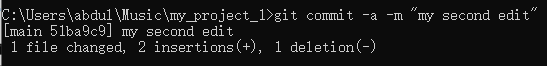 C:\Users\abdul\Music\my_project_1>git commit -a -m "my second edit"
[main 51ba9c9] my second edit
 1 file changed, 2 insertions(+), 1 deletion(-)